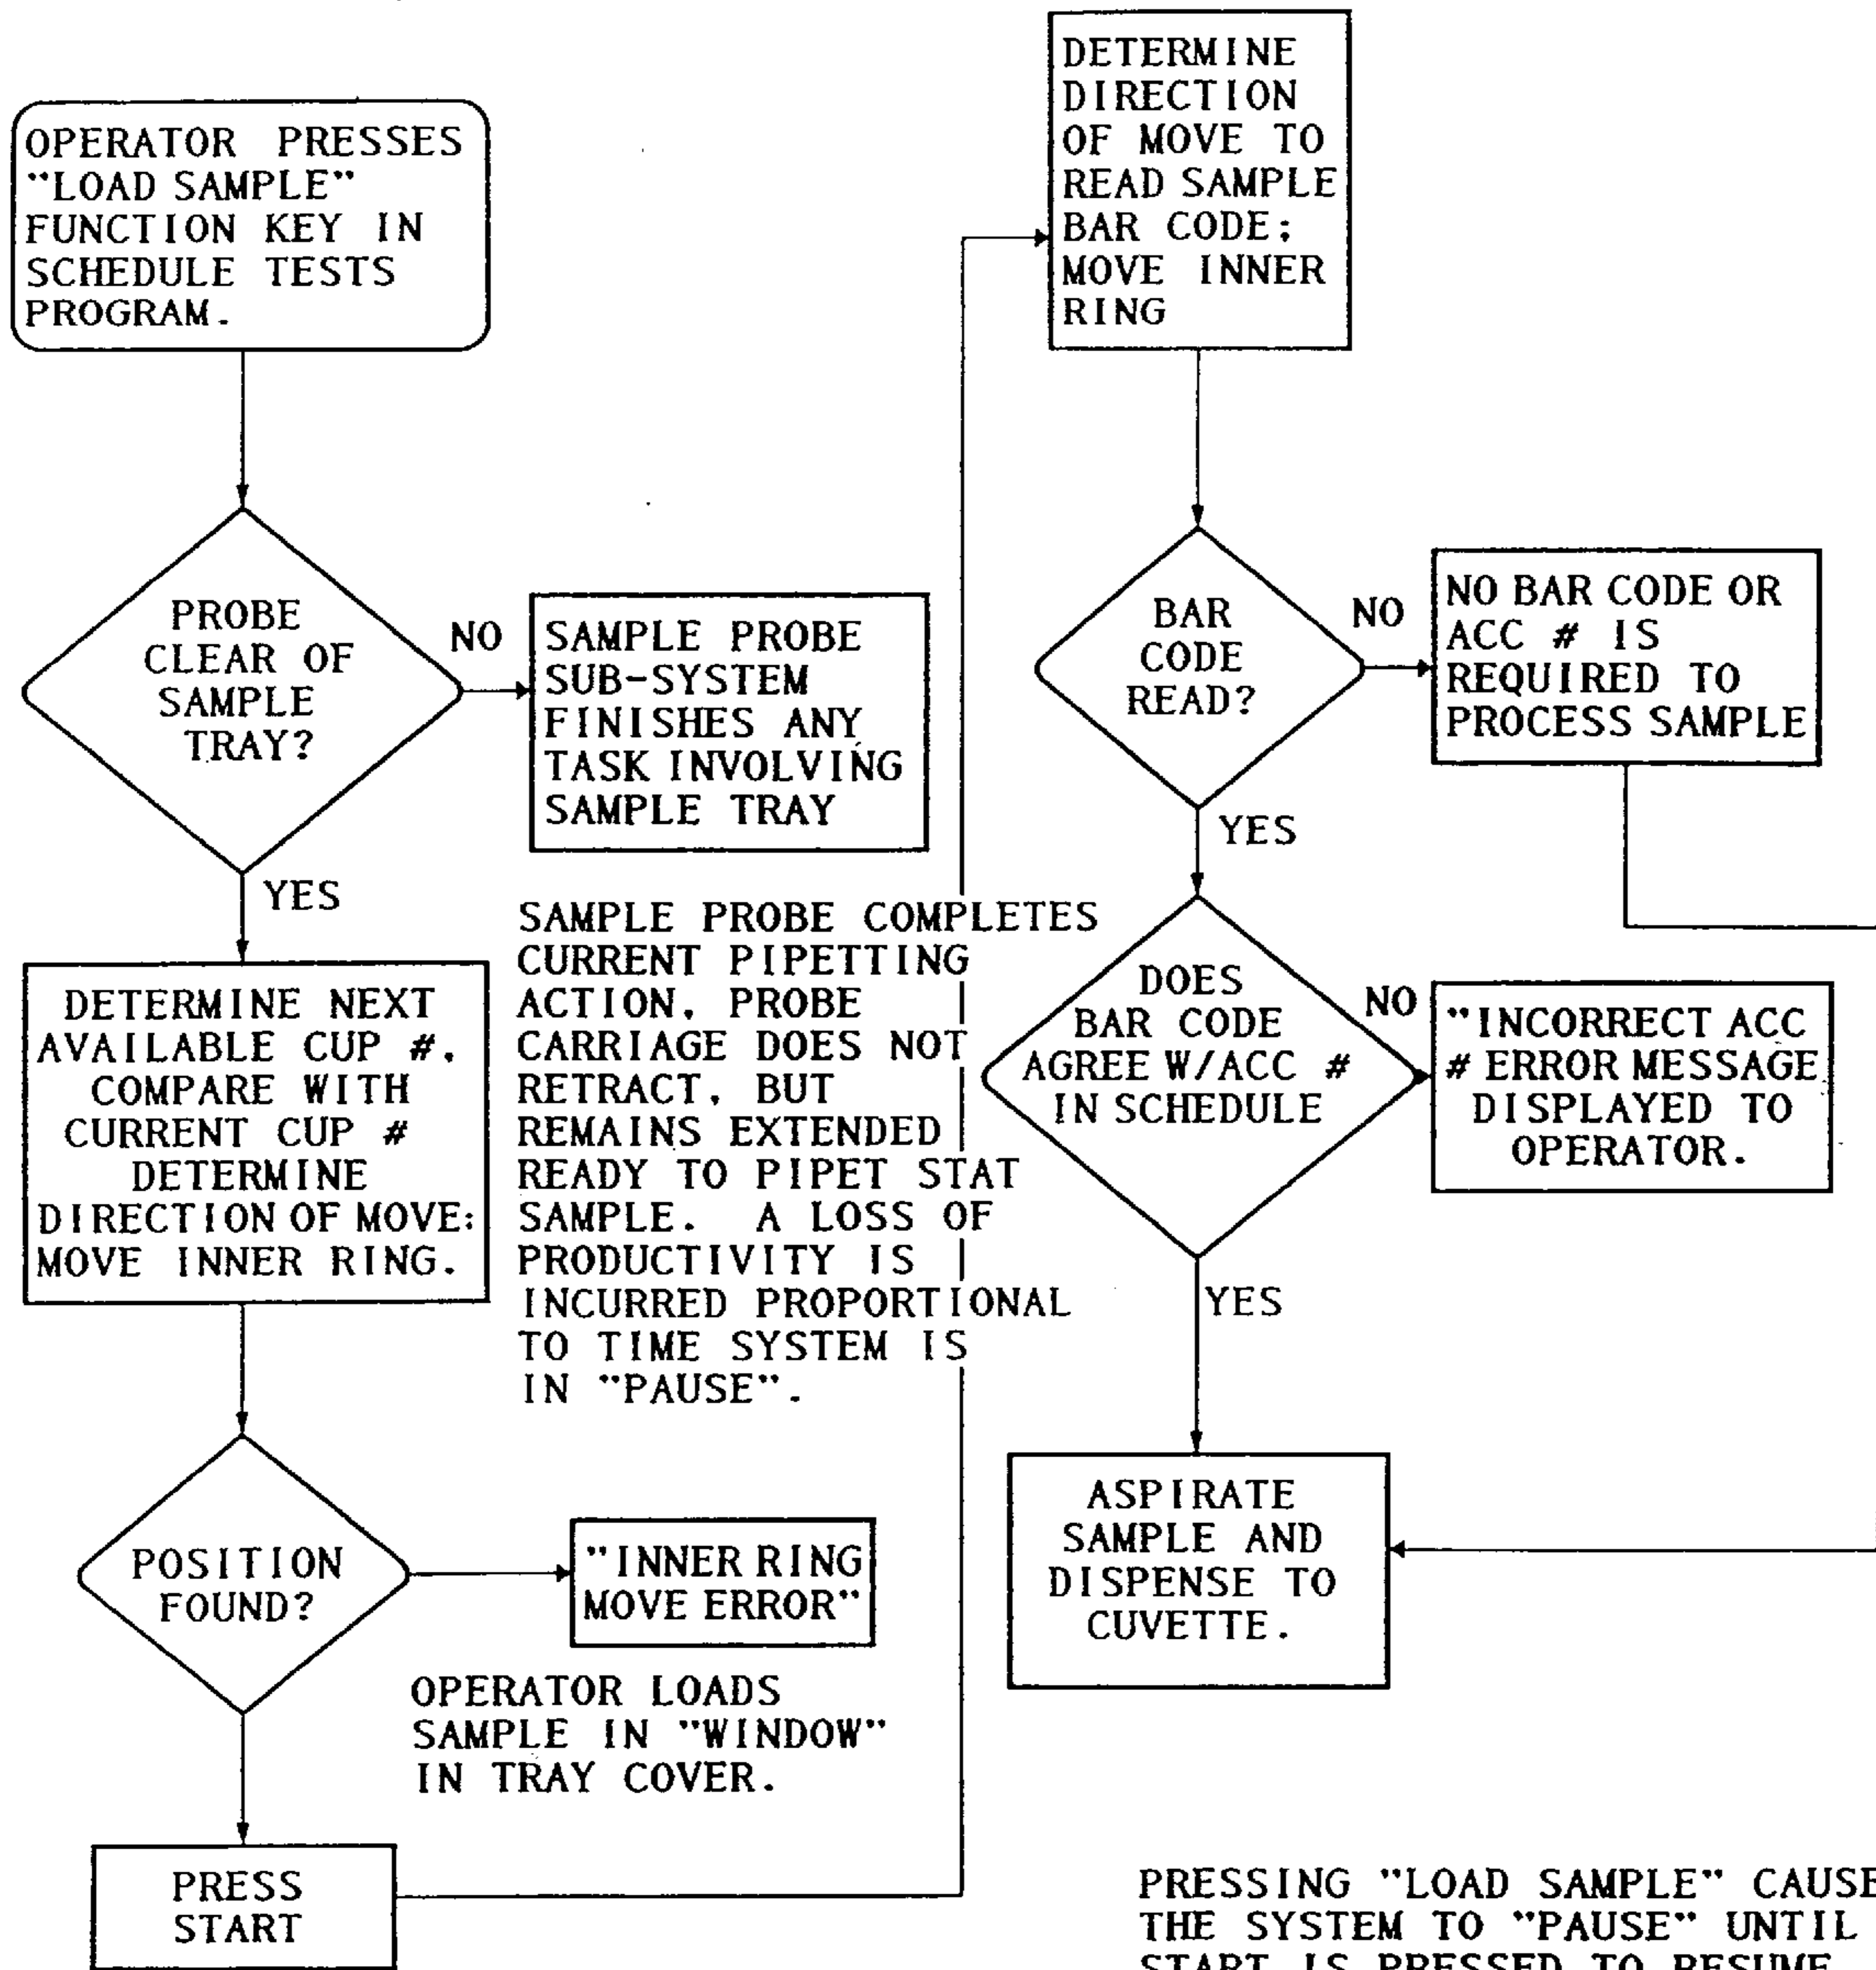 OPERATOR PRESSES
"LOAD SAMPLE"
FUNCTION KEY IN
SCHEDULE TESTS
PROGRAM.
PROBE
CLEAR OF
SAMPLE
TRAY?
NO
SAMPLE PROBE
SUB-SYSTEM
FINISHES ANY
TASK INVOLVING
SAMPLE TRAY
YES
DETERMINE NEXT
AVAILABLE CUP #.
COMPARE WITH
CURRENT CUP #
DETERMINE
DIRECTION OF MOVE:
MOVE INNER RING.
SAMPLE PROBE COMPLETES
CURRENT PIPETTING
ACTION. PROBE
CARRIAGE DOES NOT
RETRACT, BUT
REMAINS EXTENDED
READY TO PIPET STAT
SAMPLE. A LOSS OF
PRODUCTIVITY IS
INCURRED PROPORTIONAL
TO TIME SYSTEM IS
IN "PAUSE".
POSITION
FOUND?
"INNER RING
MOVE ERROR"
OPERATOR LOADS
SAMPLE IN "WINDOW"
IN TRAY COVER.
PRESS
START
DETERMINE
DIRECTION
OF MOVE TO
READ SAMPLE
BAR CODE;
MOVE INNER
RING
BAR
CODE
READ?
NO
NO BAR CODE OR
ACC # IS
REQUIRED TO
PROCESS SAMPLE
YES
DOES
BAR CODE
AGREE W/ACC #
IN SCHEDULE
NO
"INCORRECT ACC
# ERROR MESSAGE
DISPLAYED TO
OPERATOR.
YES
ASPIRATE
SAMPLE AND
DISPENSE TO
CUVETTE.
PRESSING "LOAD SAMPLE" CAUSE
THE SYSTEM TO "PAUSE" UNTIL
START IS PRESSED TO RESUME